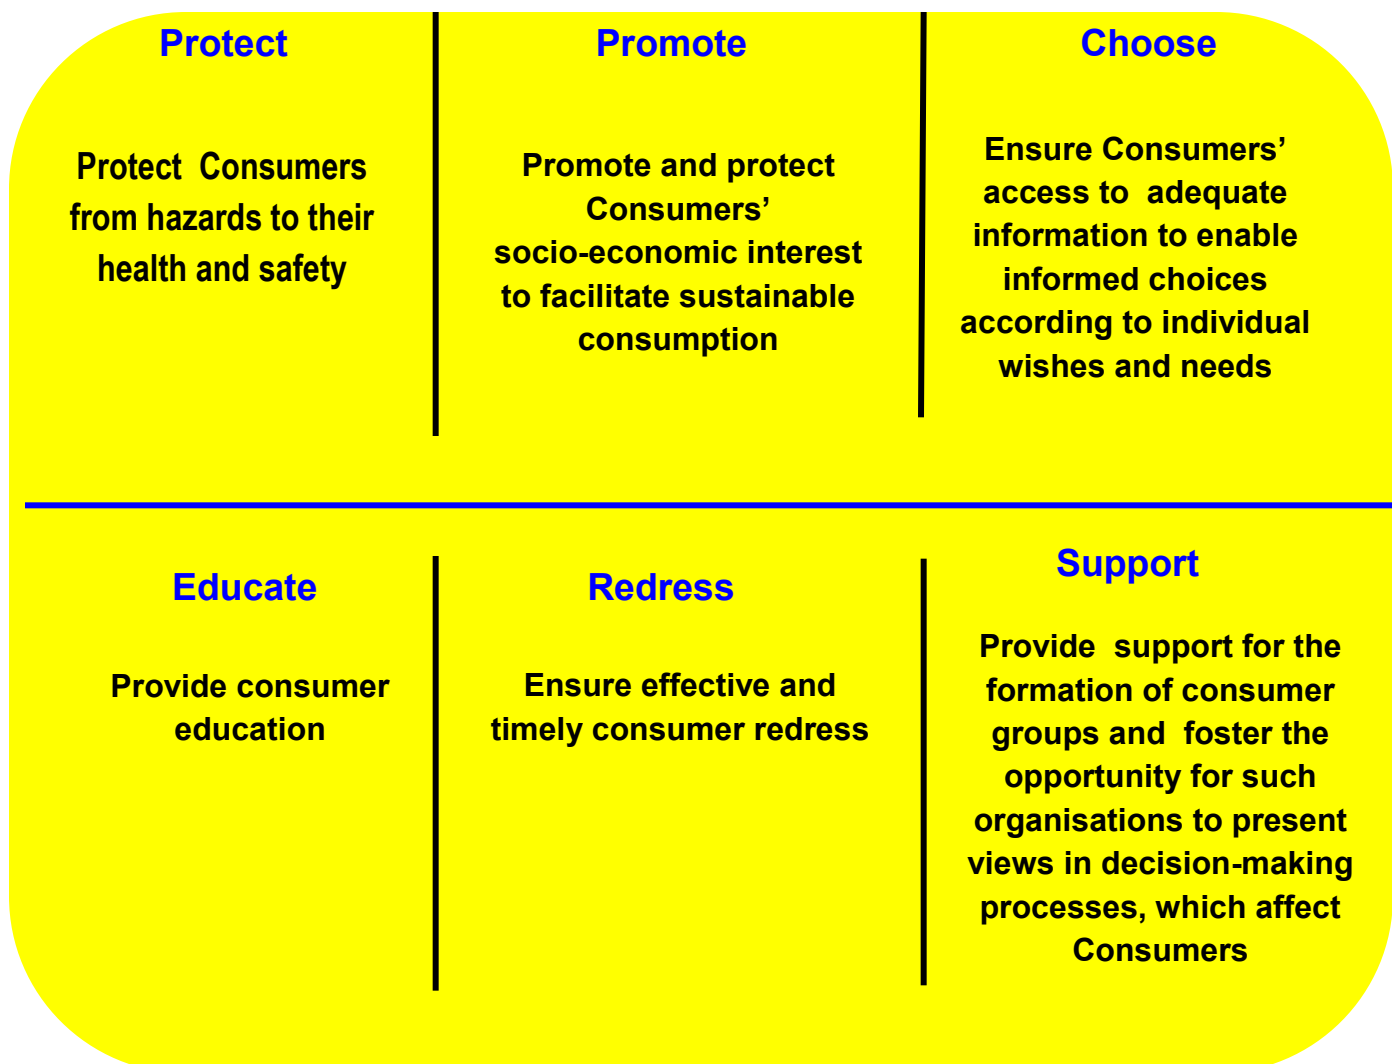 Protect
Protect Consumers
from hazards to their
health and safety
Promote
Promote and protect
Consumers’
socio-economic interest
to facilitate sustainable
consumption
Choose
Ensure Consumers’
access to adequate
information to enable
informed choices
according to individual
wishes and needs
Educate
Provide consumer
education
Redress
Ensure effective and
timely consumer redress
Support
Provide support for the
formation of consumer
groups and foster the
opportunity for such
organisations to present
views in decision-making
processes, which affect
Consumers